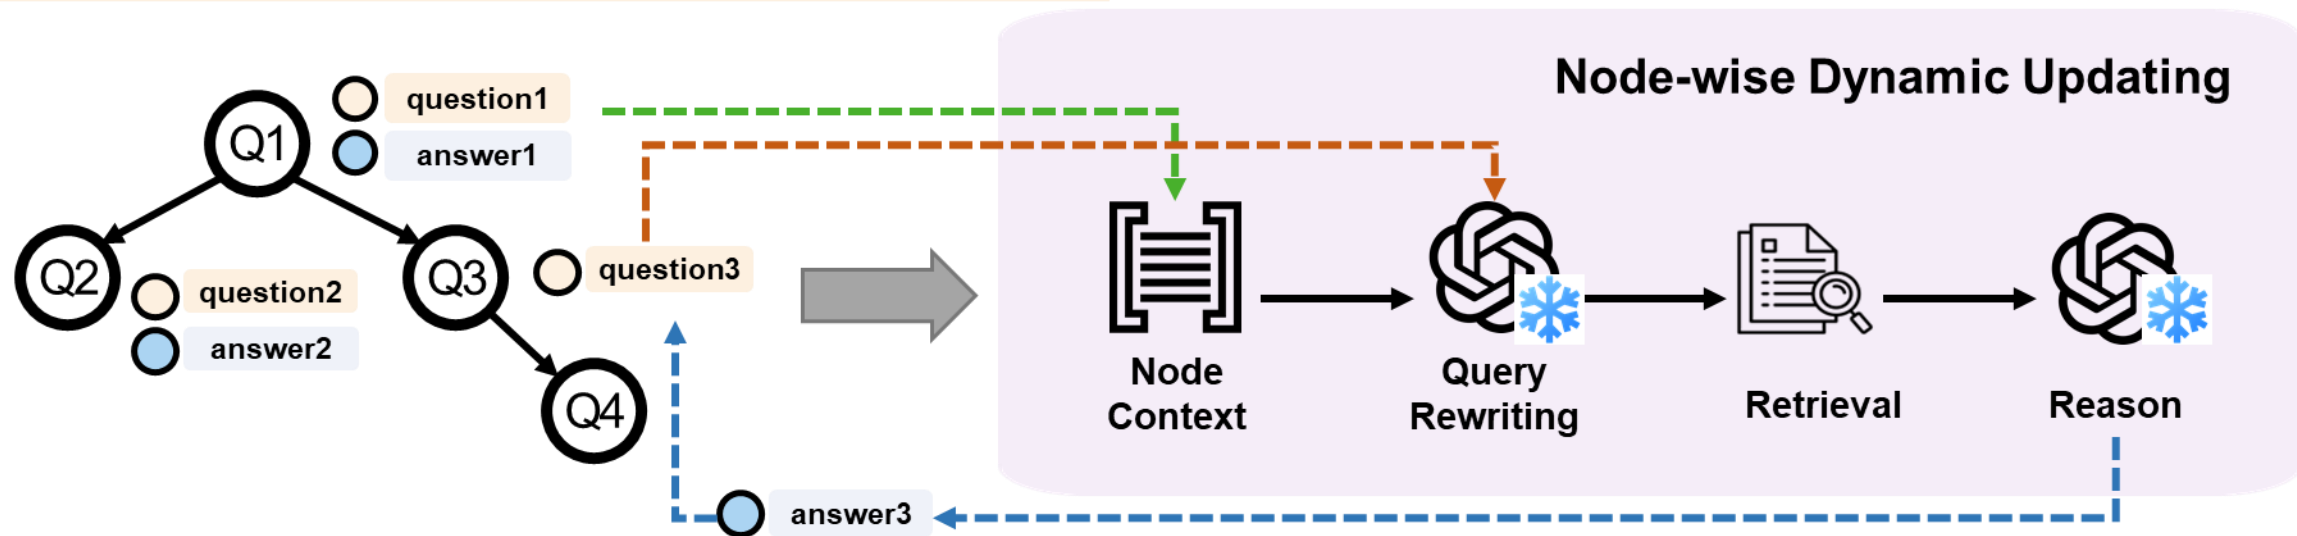 Node-wise Dynamic Updating
Q1
question1
answer1
Q2
question2
answer2
Q3
question3
Q4
answer3
Node
Context
Query
Rewriting
Retrieval
Reason